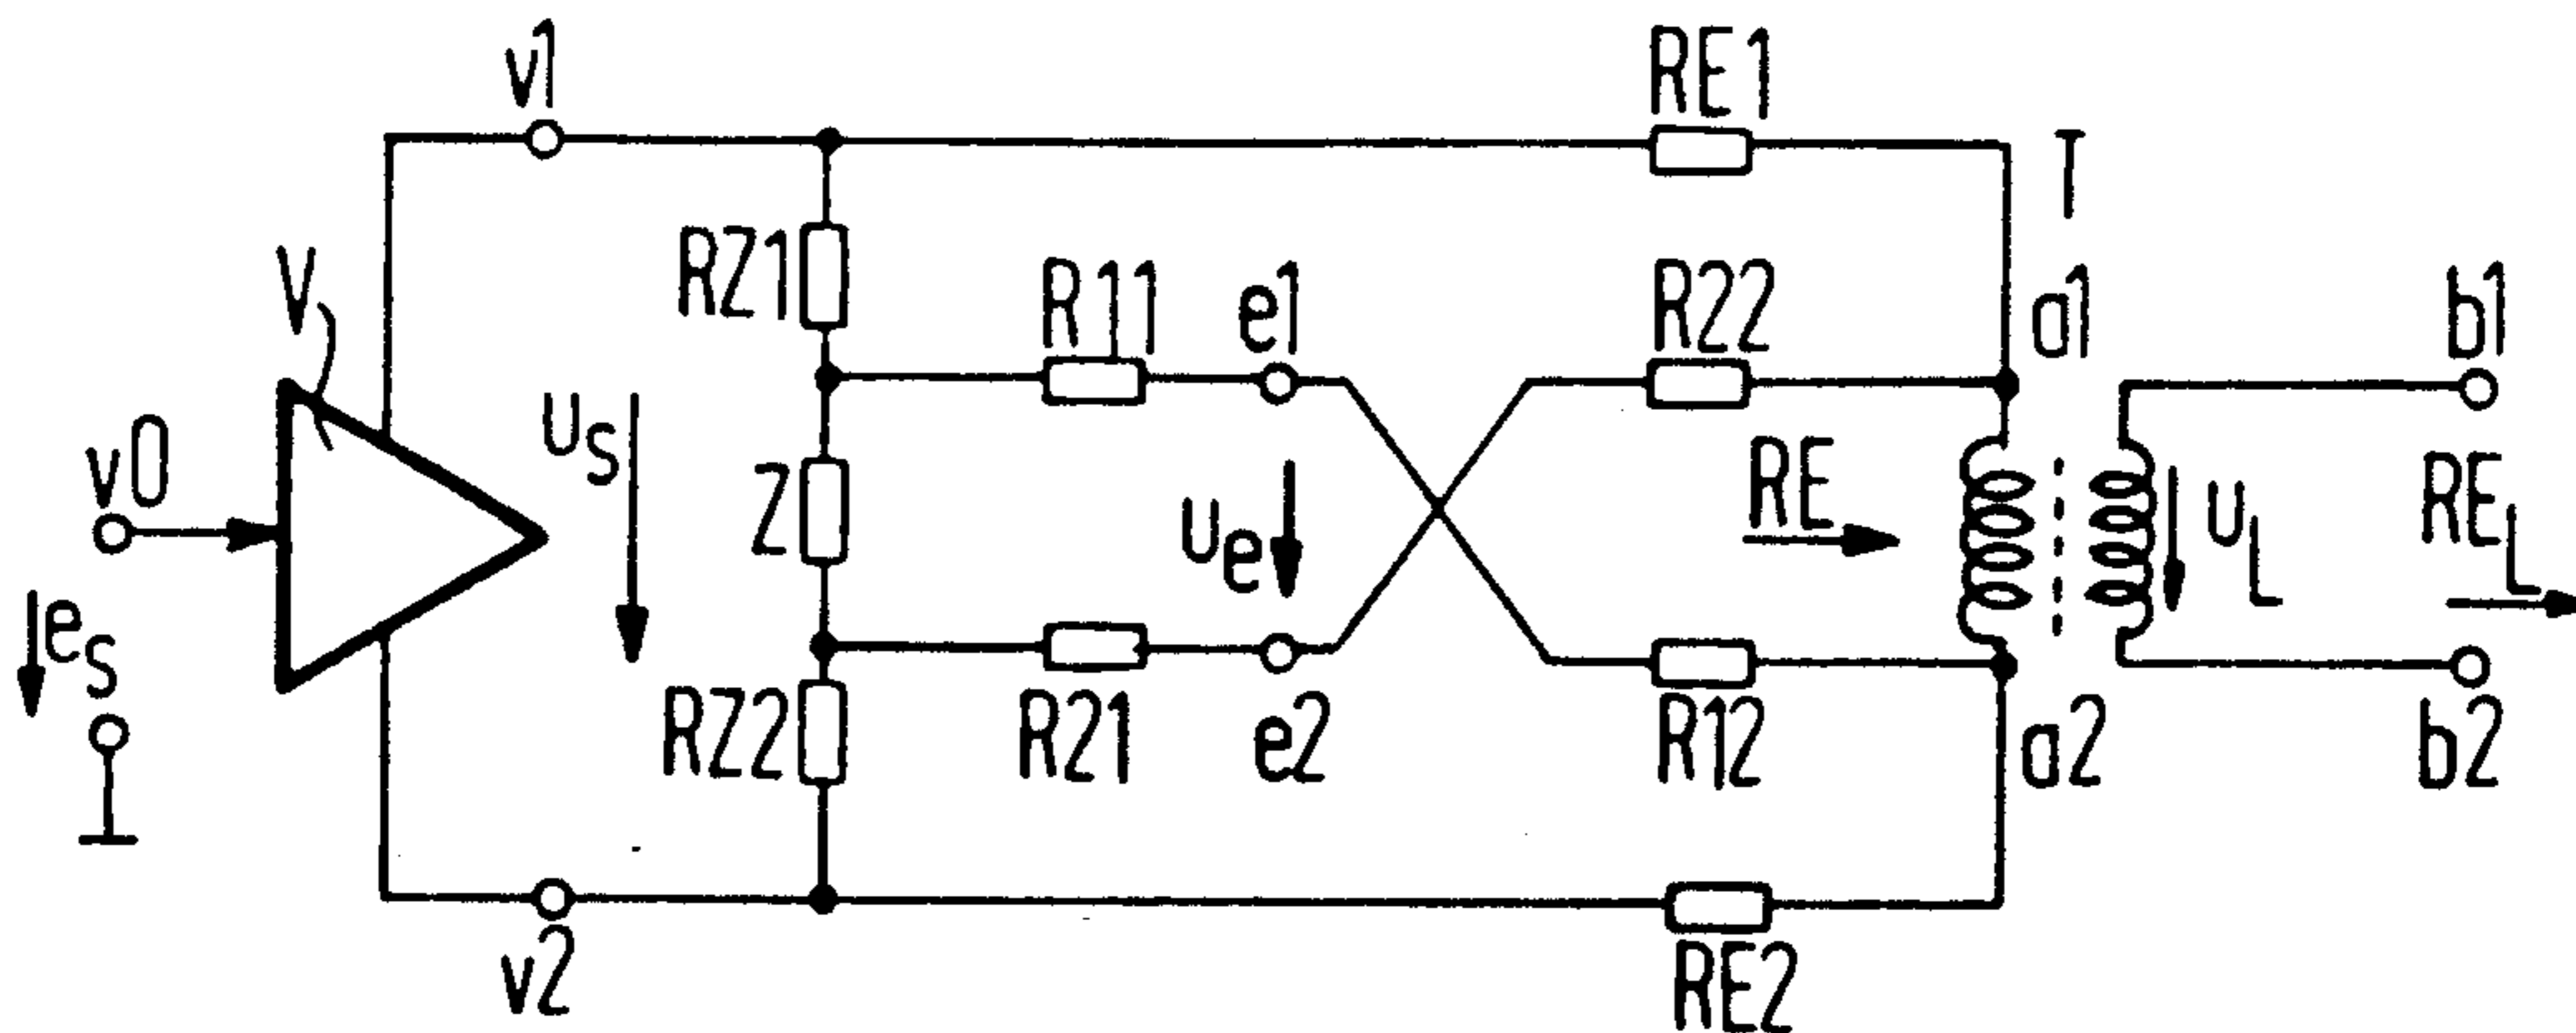 v1
RE1
T
V
RZ1
R11
e1
R22
a1
b1
v0
uS
Z
ue
RE
uL
REL
eS
RZ2
R21
e2
R12
a2
b2
v2
RE2